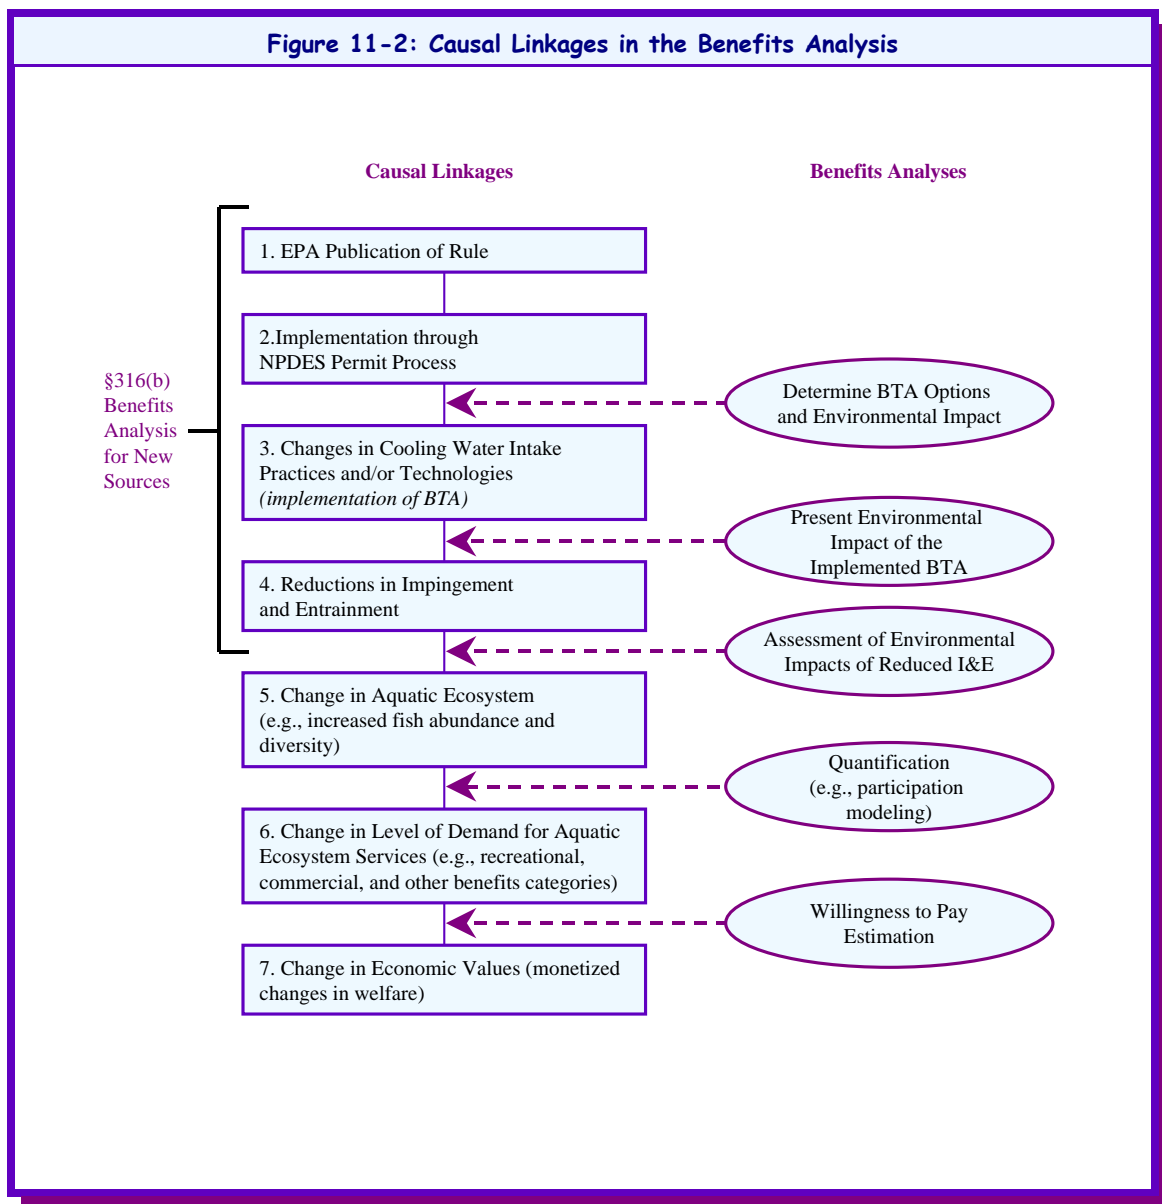 Figure 11-2: Causal Linkages in the Benefits Analysis
Causal Linkages
Benefits Analyses
§316(b)
Benefits
Analysis
for New
Sources
1. EPA Publication of Rule
2.Implementation through
NPDES Permit Process
Determine BTA Options
and Environmental Impact
3. Changes in Cooling Water Intake
Practices and/or Technologies
(implementation of BTA)
Present Environmental
Impact of the
Implemented BTA
4. Reductions in Impingement
and Entrainment
Assessment of Environmental
Impacts of Reduced I&E
5. Change in Aquatic Ecosystem
(e.g., increased fish abundance and
diversity)
Quantification
(e.g., participation
modeling)
6. Change in Level of Demand for Aquatic
Ecosystem Services (e.g., recreational,
commercial, and other benefits categories)
Willingness to Pay
Estimation
7. Change in Economic Values (monetized
changes in welfare)